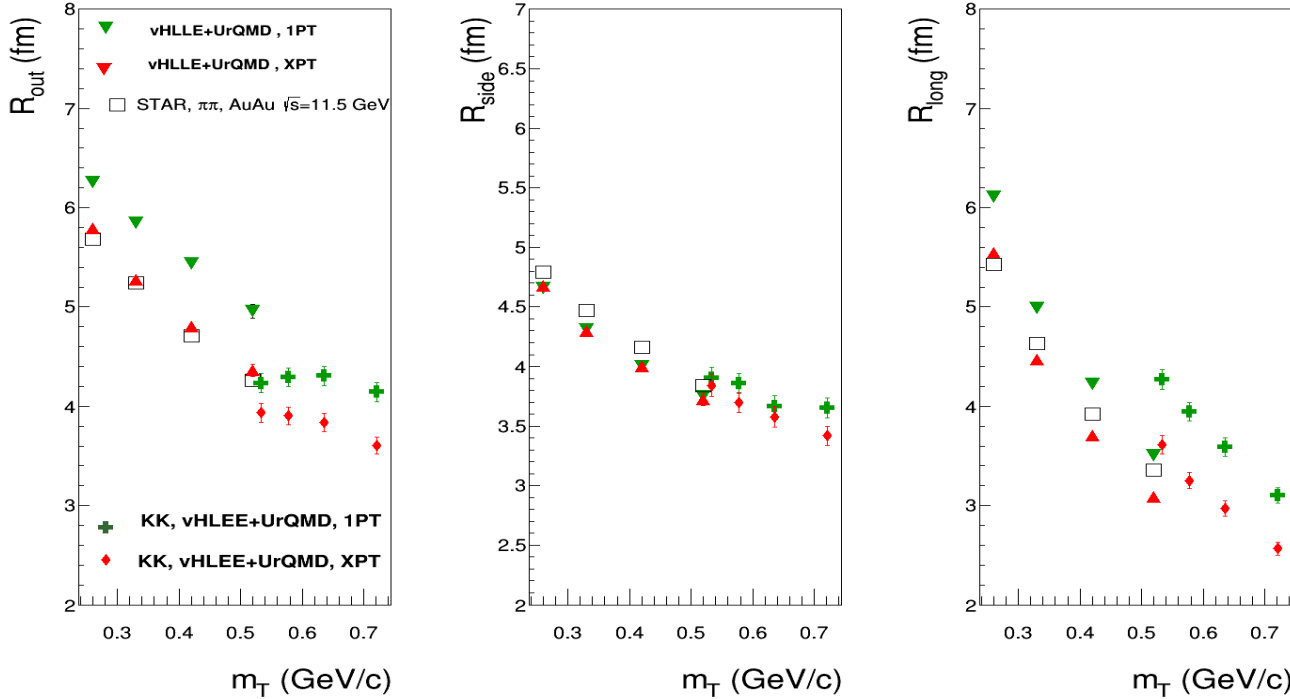 R_out (fm)
8
7
6
5
4
3
2
vHLLE+UrQMD , 1PT
vHLLE+UrQMD , XPT
STAR, ππ, AuAu √s=11.5 GeV
KK, vHLEE+UrQMD, 1PT
KK, vHLEE+UrQMD, XPT
0.3 0.4 0.5 0.6 0.7
m_T (GeV/c)
R_side (fm)
7
6.5
6
5.5
5
4.5
4
3.5
3
2.5
2
0.3 0.4 0.5 0.6 0.7
m_T (GeV/c)
R_long (fm)
8
7
6
5
4
3
2
0.3 0.4 0.5 0.6 0.7
m_T (GeV/c)